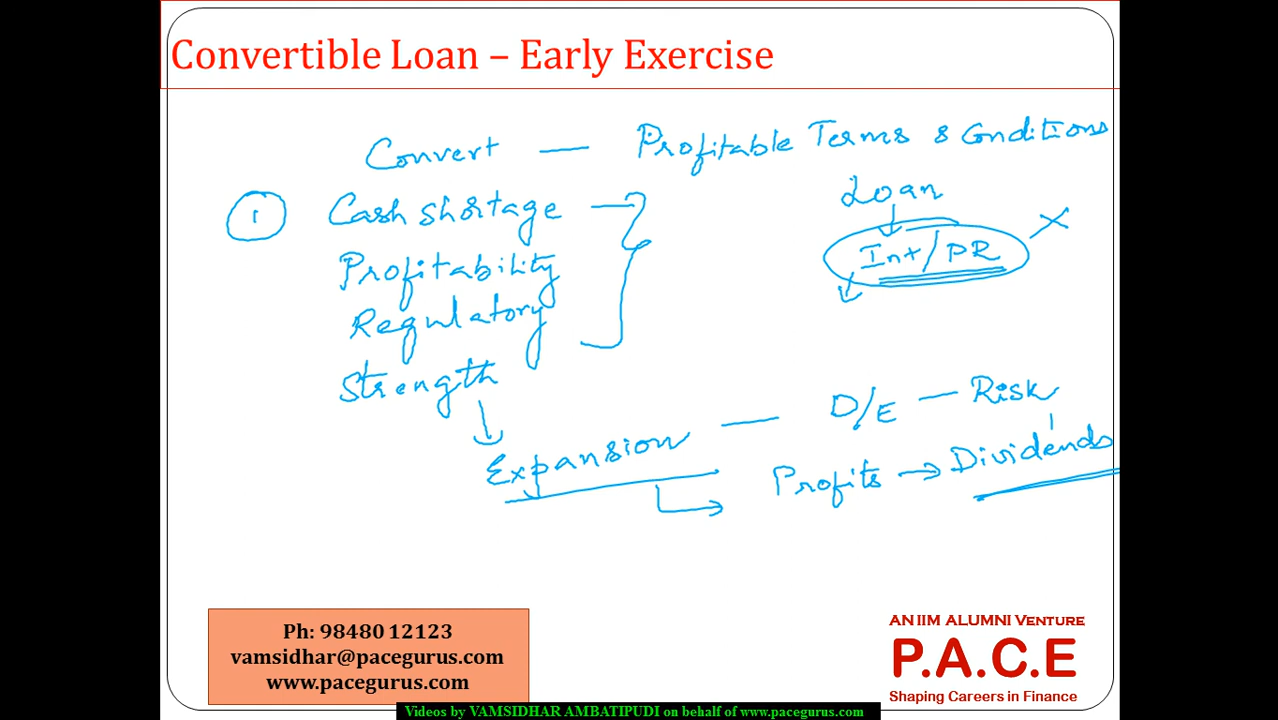 Convertible Loan – Early Exercise
Convert — Profitable Terms & Conditions
1 Cash shortage
Loan
Profitability
Int/PR
Regulatory
Strength
Expansion — D/E — Risk
Profits → Dividends
Ph: 98480 12123
vamsidhar@pacegurus.com
www.pacegurus.com
AN IIM ALUMNI VENTURE
P.A.C.E
Shaping Careers in Finance
Videos by VAMSIDHAR AMBATIPUDI on behalf of www.pacegurus.com